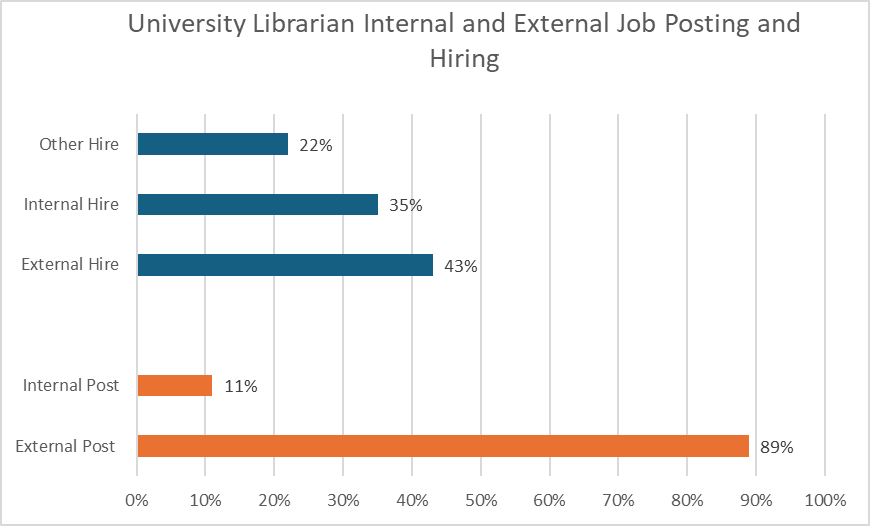 University Librarian Internal and External Job Posting and
Hiring
Other Hire
22%
Internal Hire
35%
External Hire
43%
Internal Post
11%
External Post
89%
0% 10% 20% 30% 40% 50% 60% 70% 80% 90% 100%